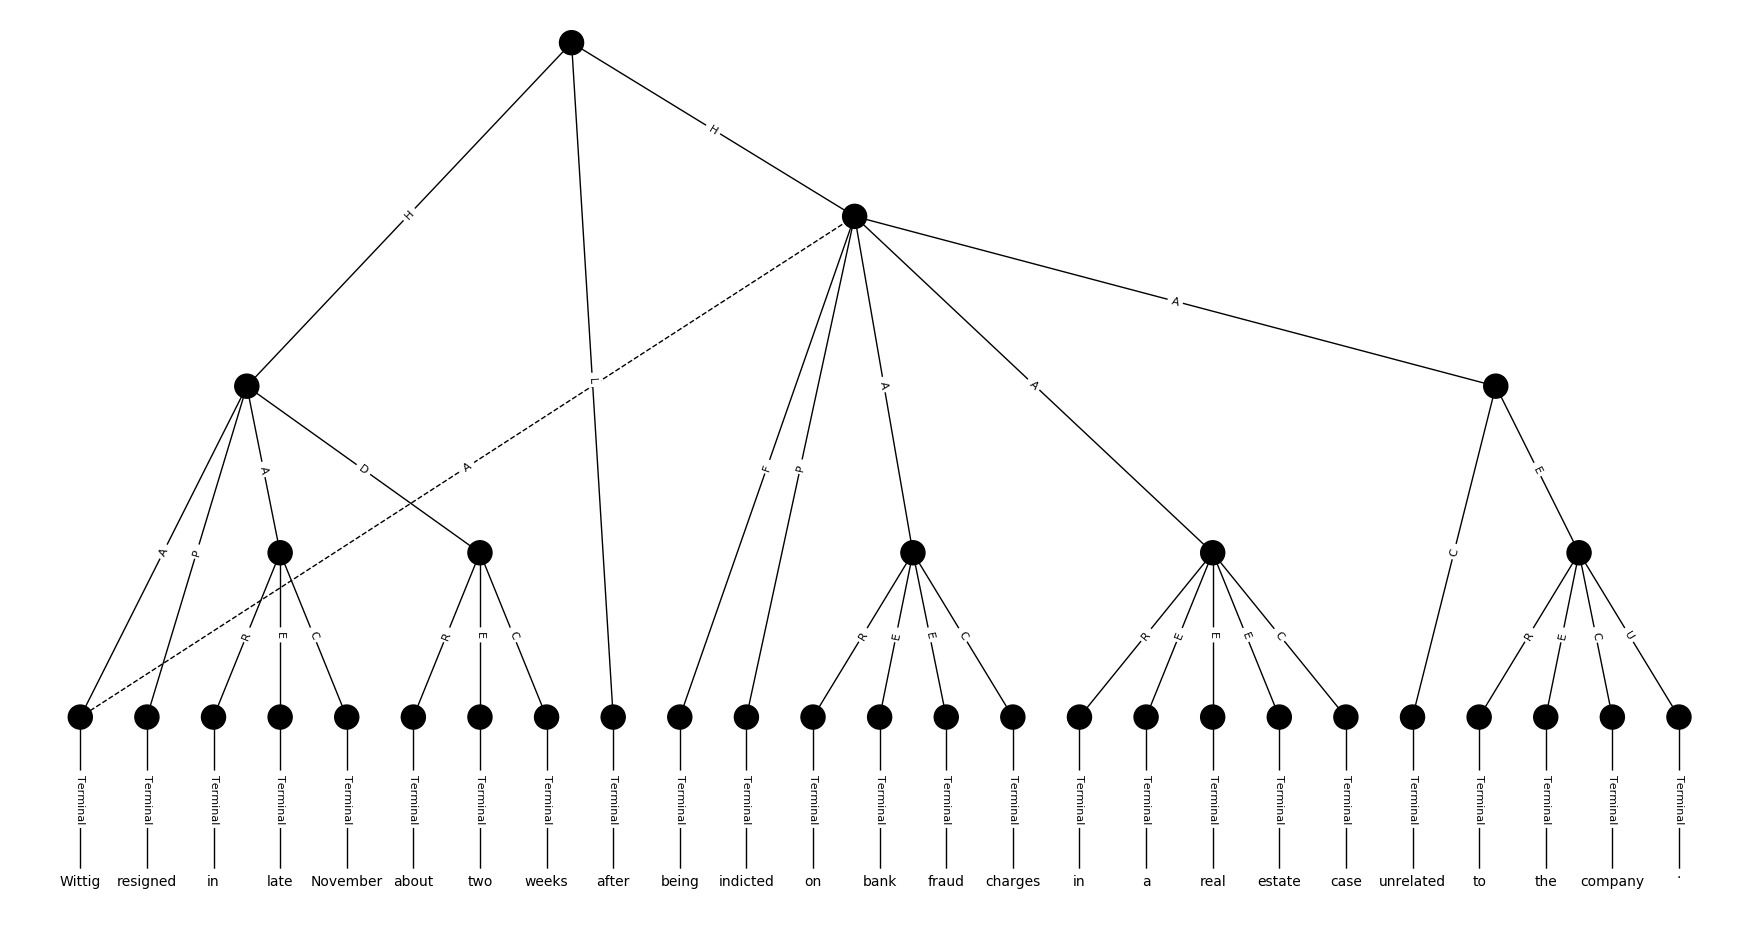 H
H
A
H
L
A
A
A
D
A
F
P
A
E
A
P
C
R
E
C
R
E
C
R
E
E
C
R
E
E
E
C
R
E
C
U
Terminal Terminal Terminal Terminal Terminal Terminal Terminal Terminal Terminal Terminal Terminal Terminal Terminal Terminal Terminal Terminal Terminal Terminal Terminal Terminal Terminal Terminal Terminal Terminal Terminal
Wittig resigned in late November about two weeks after being indicted on bank fraud charges in a real estate case unrelated to the company .